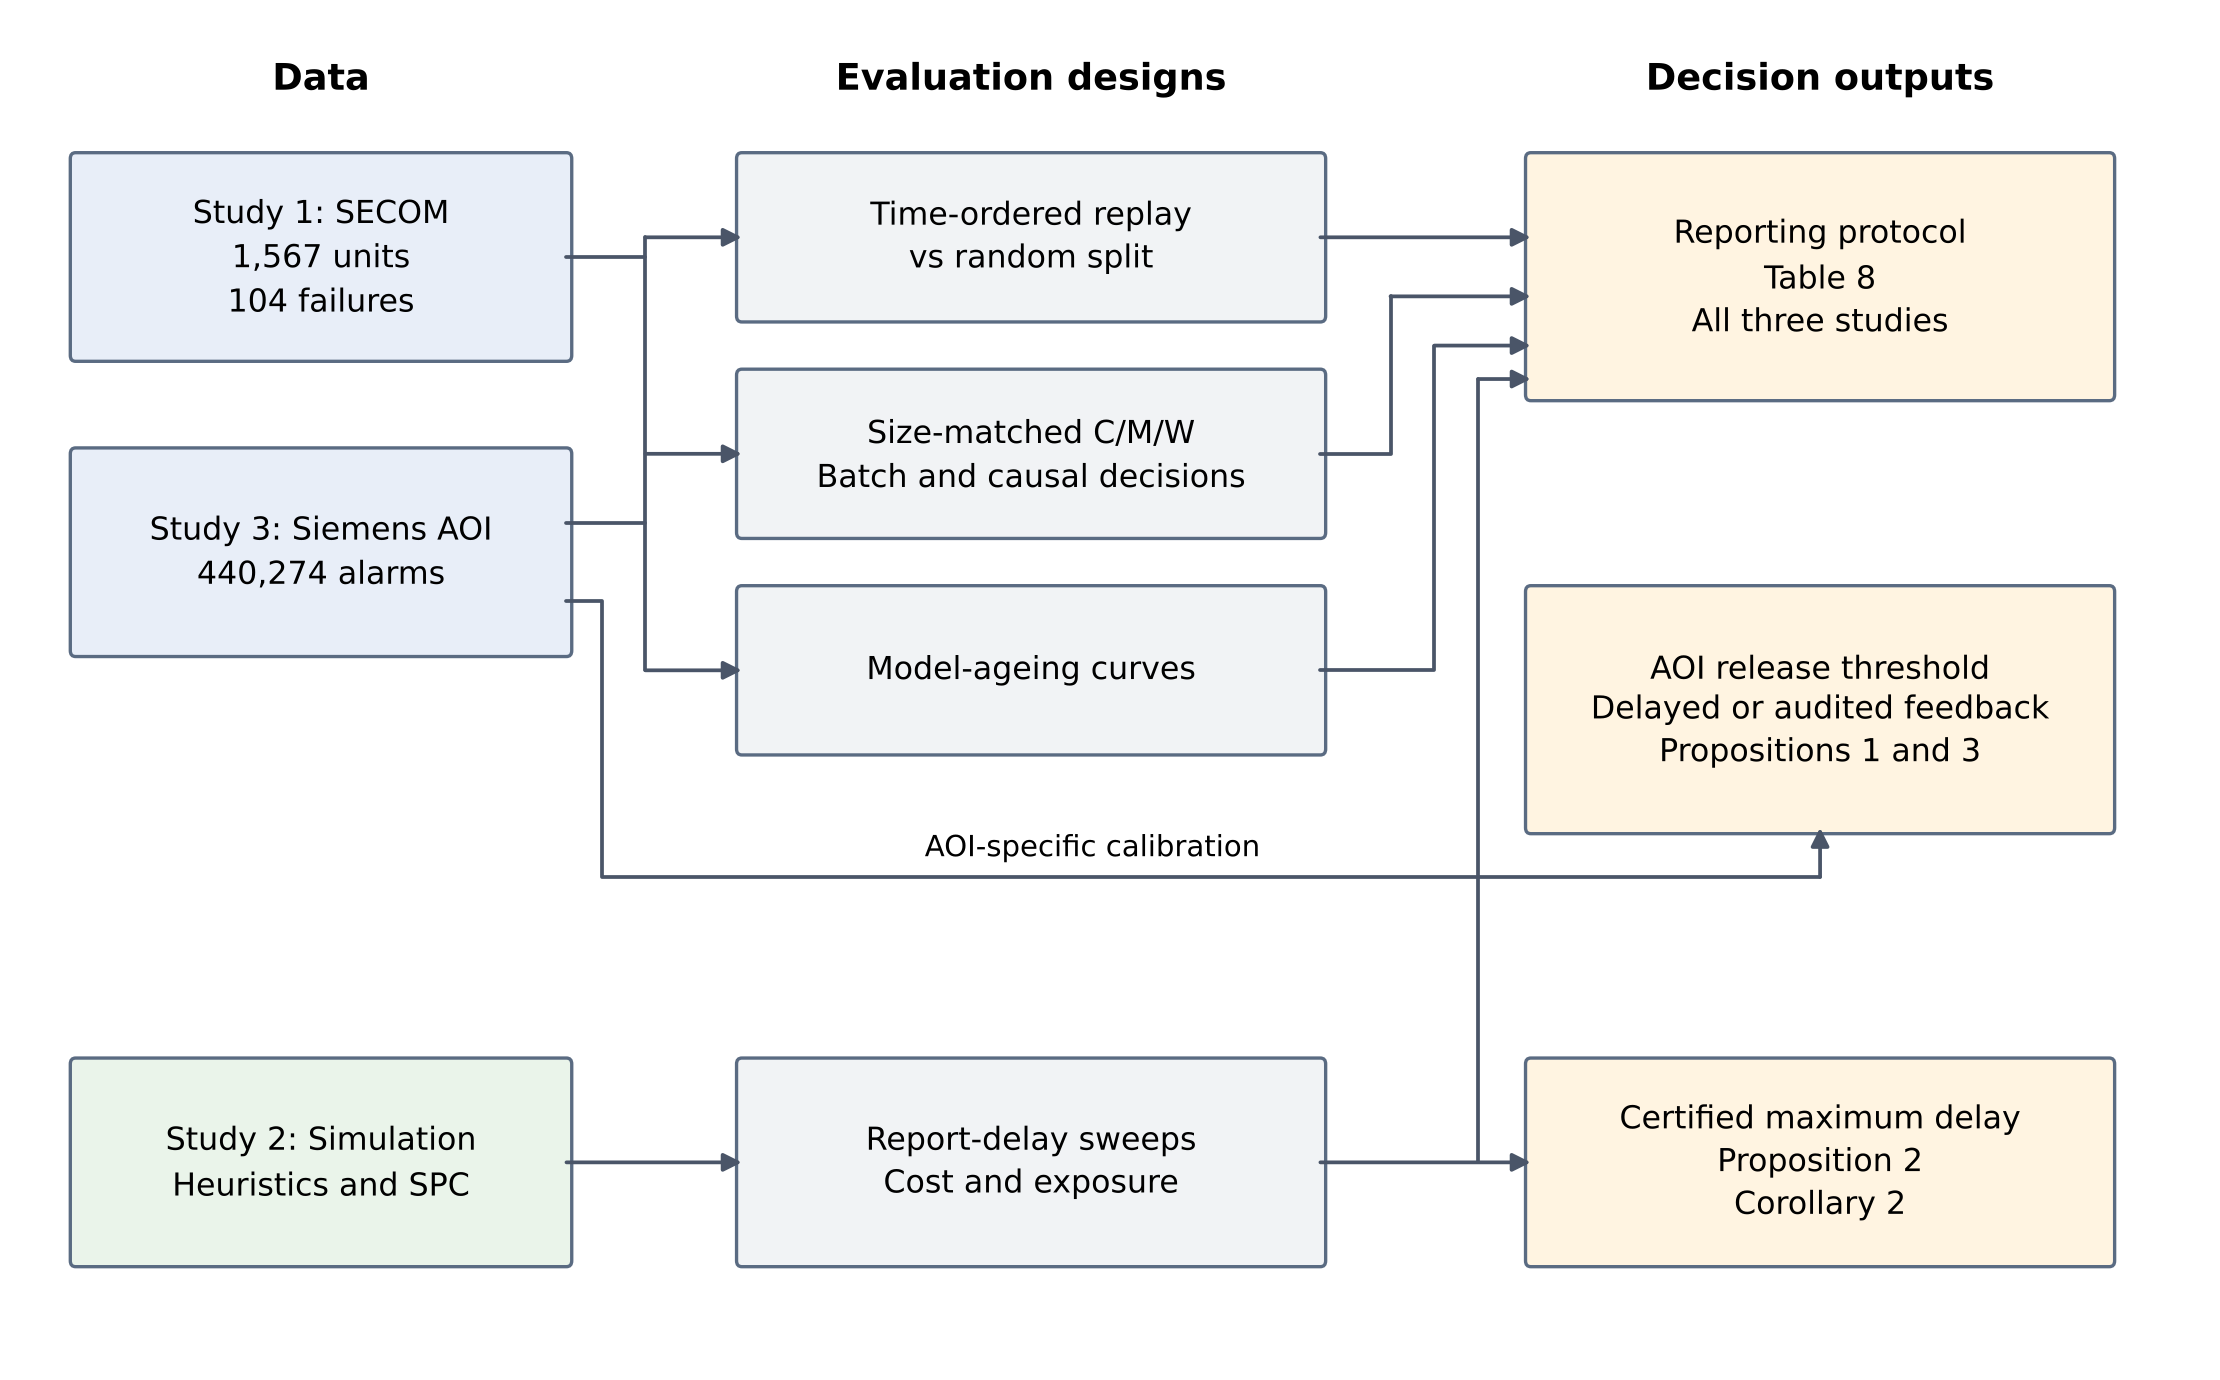 Data
Evaluation designs
Decision outputs
Study 1: SECOM
1,567 units
104 failures
Time-ordered replay
vs random split
Reporting protocol
Table 8
All three studies
Study 3: Siemens AOI
440,274 alarms
Size-matched C/M/W
Batch and causal decisions
Model-ageing curves
AOI release threshold
Delayed or audited feedback
Propositions 1 and 3
AOI-specific calibration
Study 2: Simulation
Heuristics and SPC
Report-delay sweeps
Cost and exposure
Certified maximum delay
Proposition 2
Corollary 2